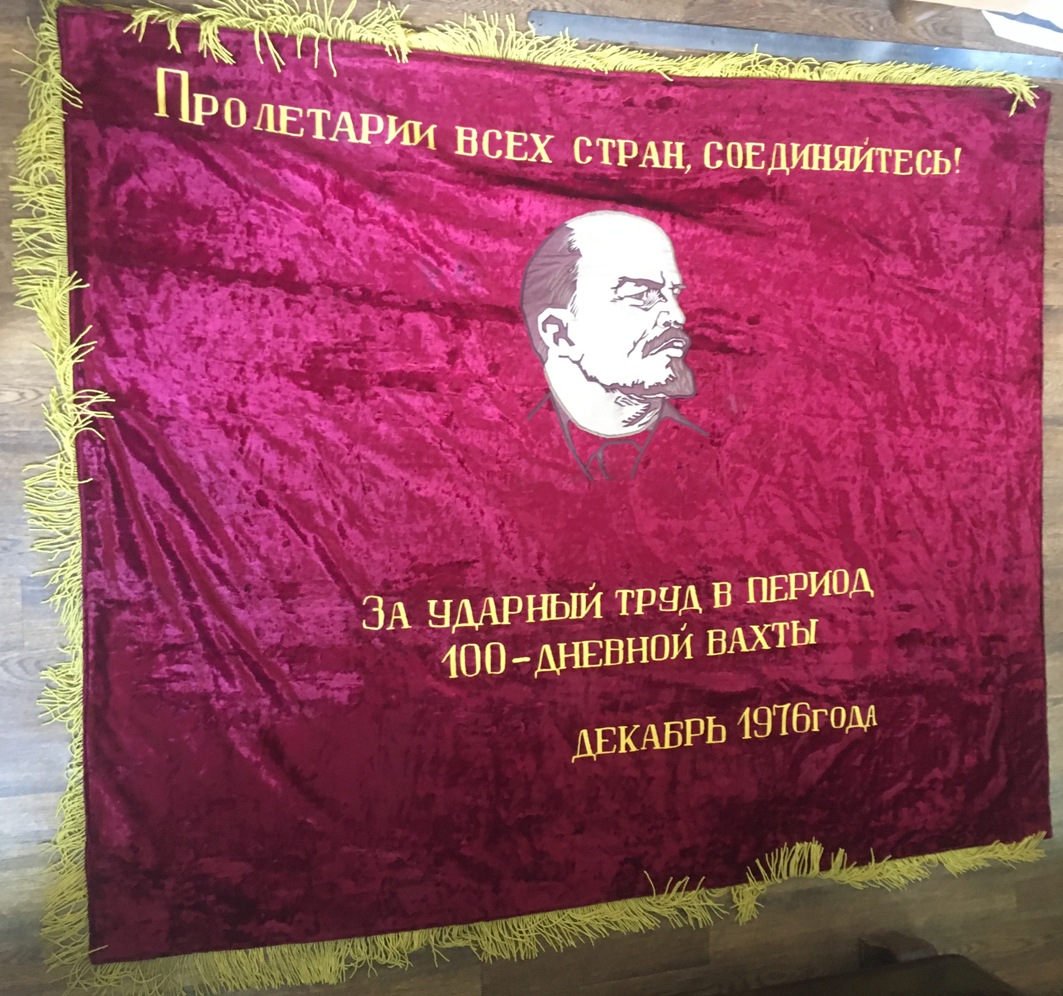 Пролетарии всех стран, соединяйтесь!
За ударный труд в период
100-дневной вахты
декабрь 1976года